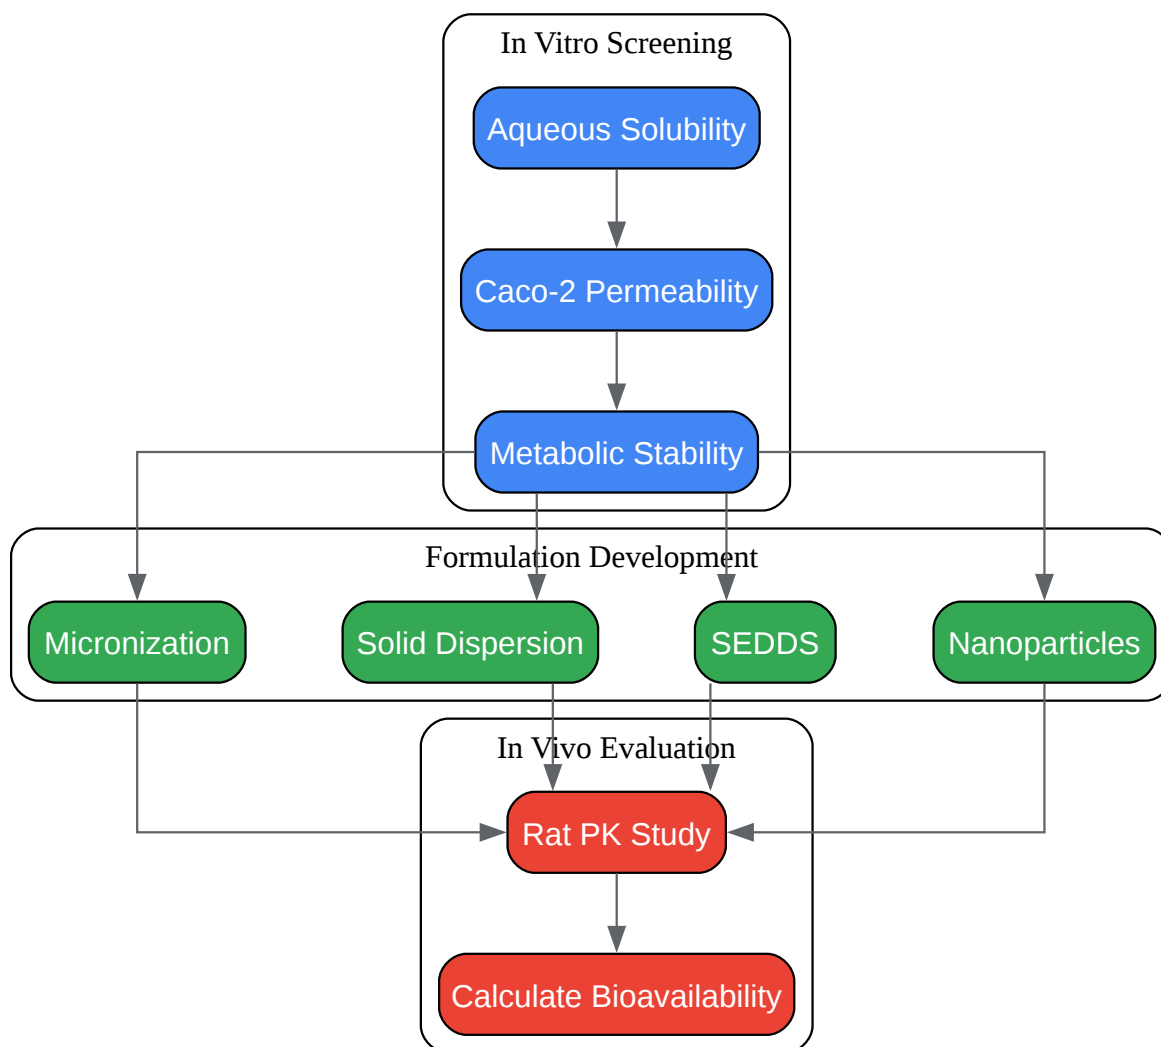 In Vitro Screening
Aqueous Solubility
Caco-2 Permeability
Metabolic Stability
Formulation Development
Micronization
Solid Dispersion
SEDDS
Nanoparticles
In Vivo Evaluation
Rat PK Study
Calculate Bioavailability